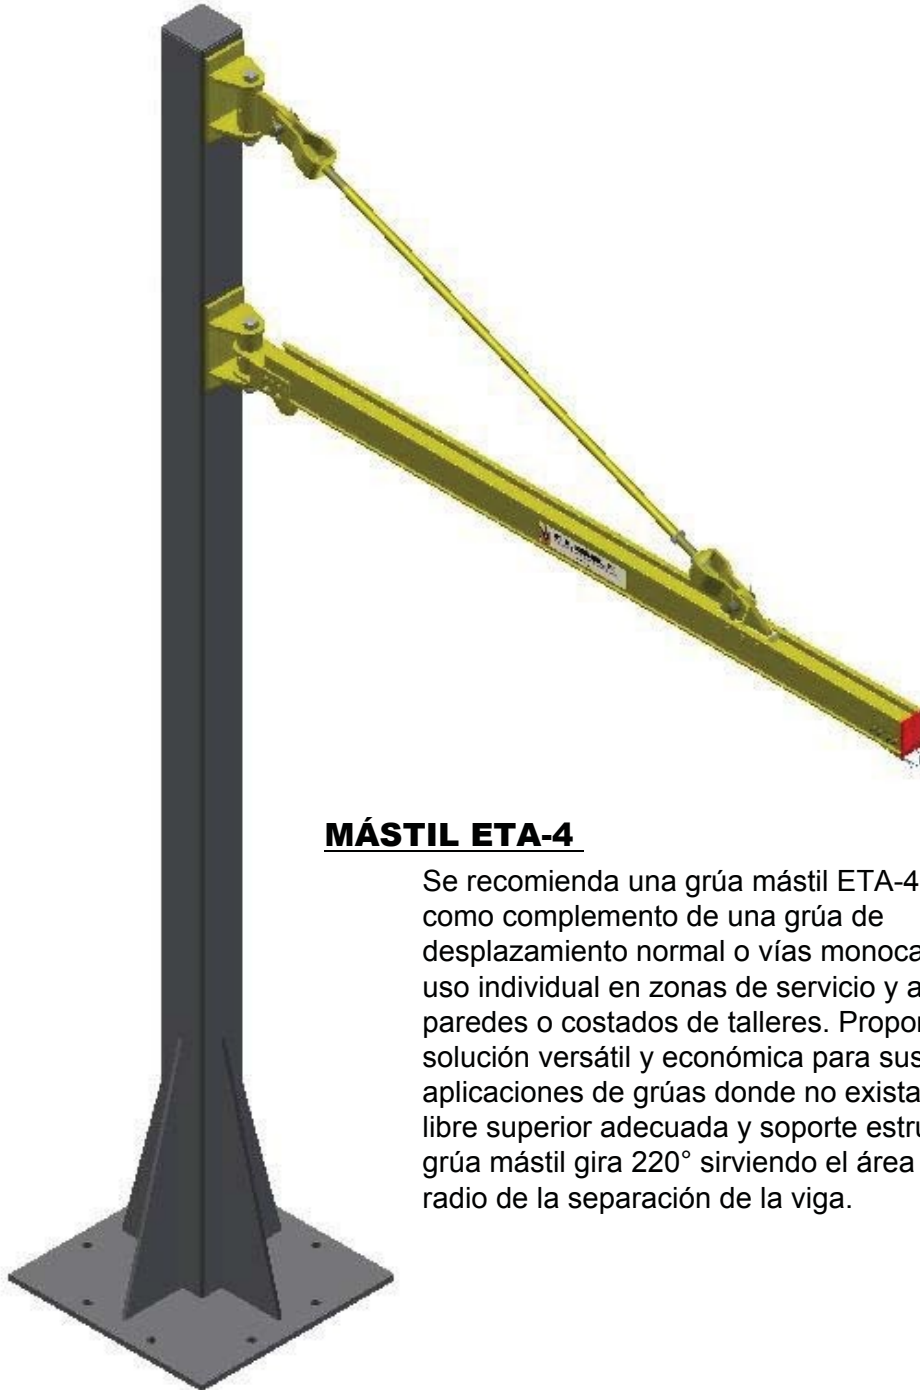 MÁSTIL ETA-4
Se recomienda una grúa mástil ETA-4
como complemento de una grúa de
desplazamiento normal o vías monoca
uso individual en zonas de servicio y a
paredes o costados de talleres. Propor
solución versátil y económica para sus
aplicaciones de grúas donde no exista
libre superior adecuada y soporte estru
grúa mástil gira 220° sirviendo el área
radio de la separación de la viga.